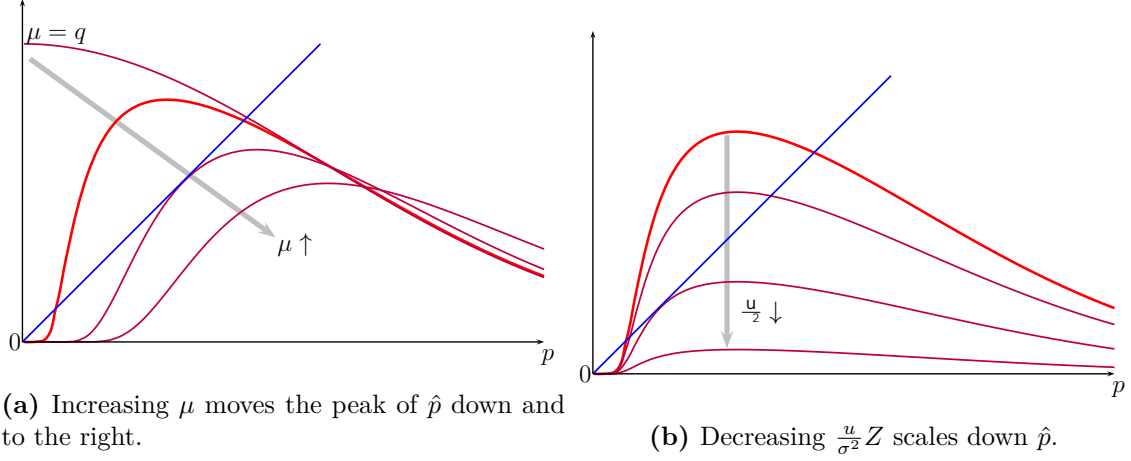 μ = q
μ ↑
0
p
(a) Increasing μ moves the peak of p̂ down and
to the right.
u/2 ↓
0
p
(b) Decreasing u/σ² Z scales down p̂.